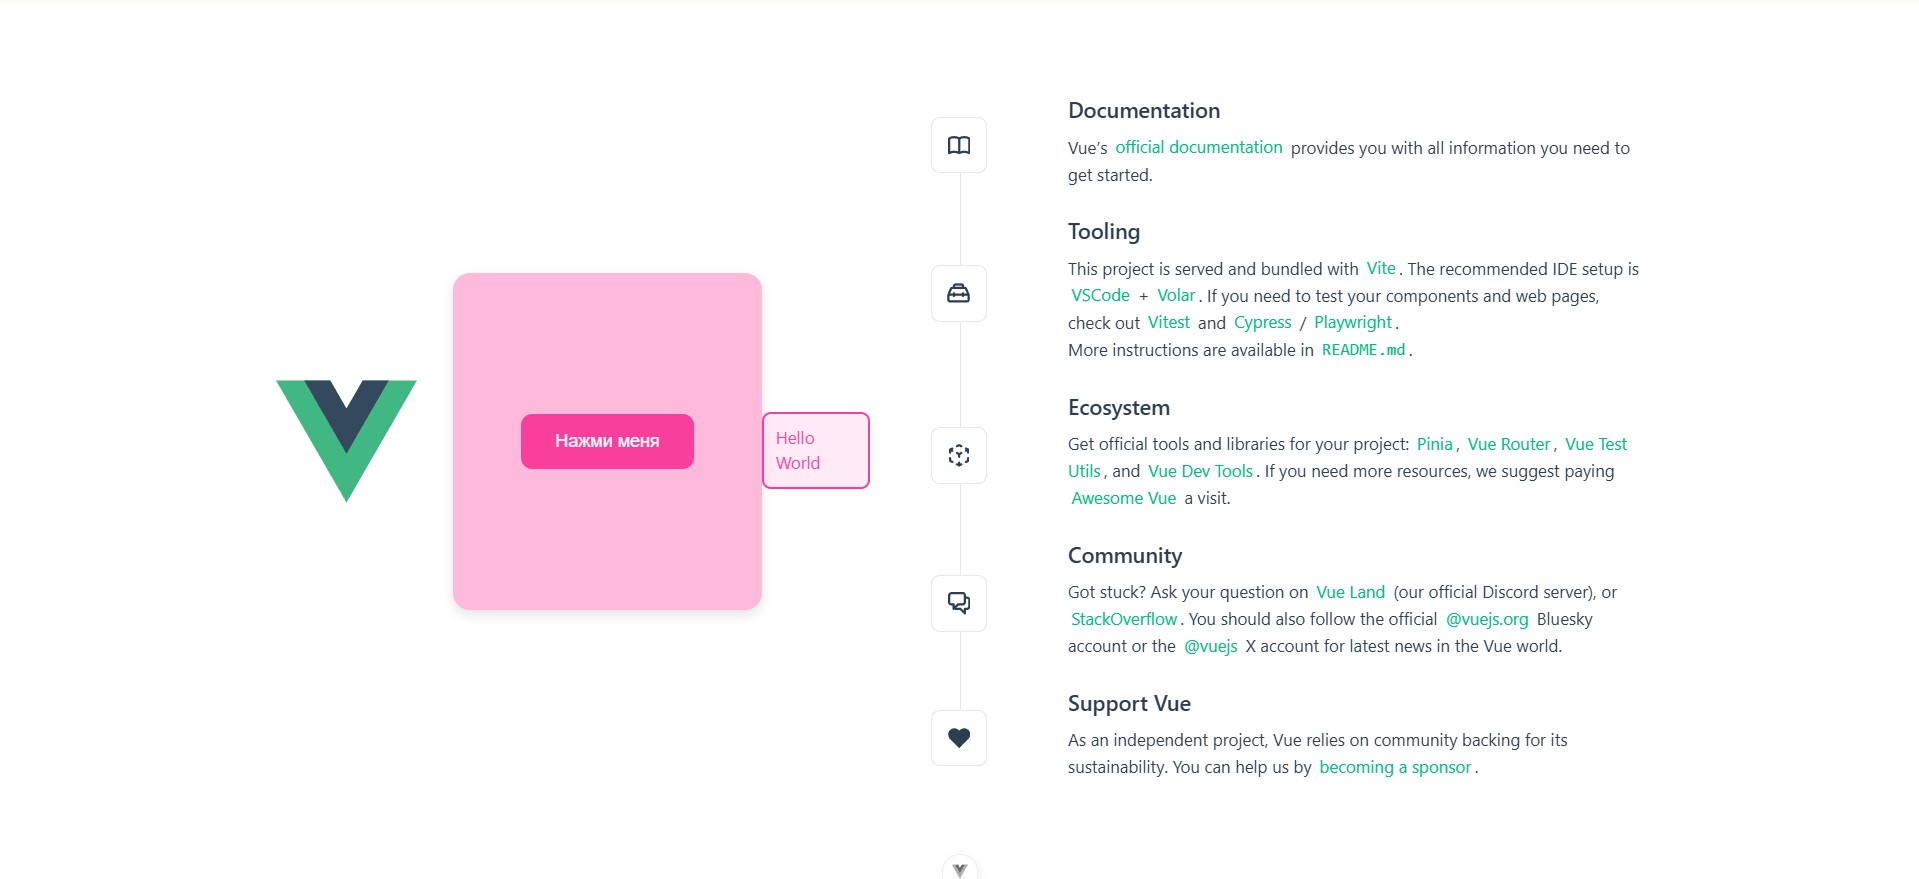 Нажми меня
Hello
World
Documentation
Vue’s official documentation provides you with all information you need to
get started.
Tooling
This project is served and bundled with Vite. The recommended IDE setup is
VSCode + Volar. If you need to test your components and web pages,
check out Vitest and Cypress / Playwright.
More instructions are available in README.md.
Ecosystem
Get official tools and libraries for your project: Pinia, Vue Router, Vue Test
Utils, and Vue Dev Tools. If you need more resources, we suggest paying
Awesome Vue a visit.
Community
Got stuck? Ask your question on Vue Land (our official Discord server), or
StackOverflow. You should also follow the official @vuejs.org Bluesky
account or the @vuejs X account for latest news in the Vue world.
Support Vue
As an independent project, Vue relies on community backing for its
sustainability. You can help us by becoming a sponsor.